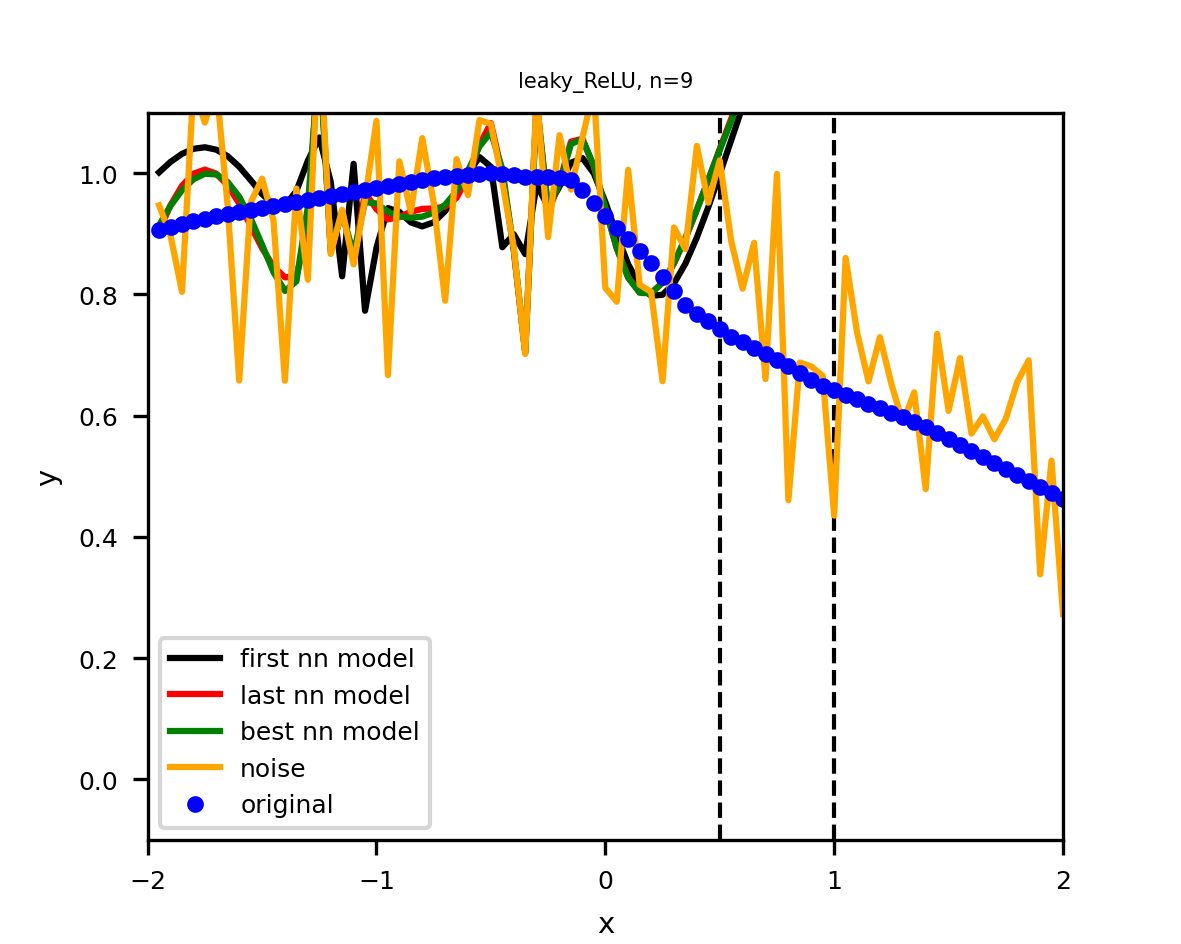 leaky_ReLU, n=9
1.0
0.8
0.6
0.4
0.2
0.0
y
first nn model
last nn model
best nn model
noise
original
−2
−1
0
1
2
x